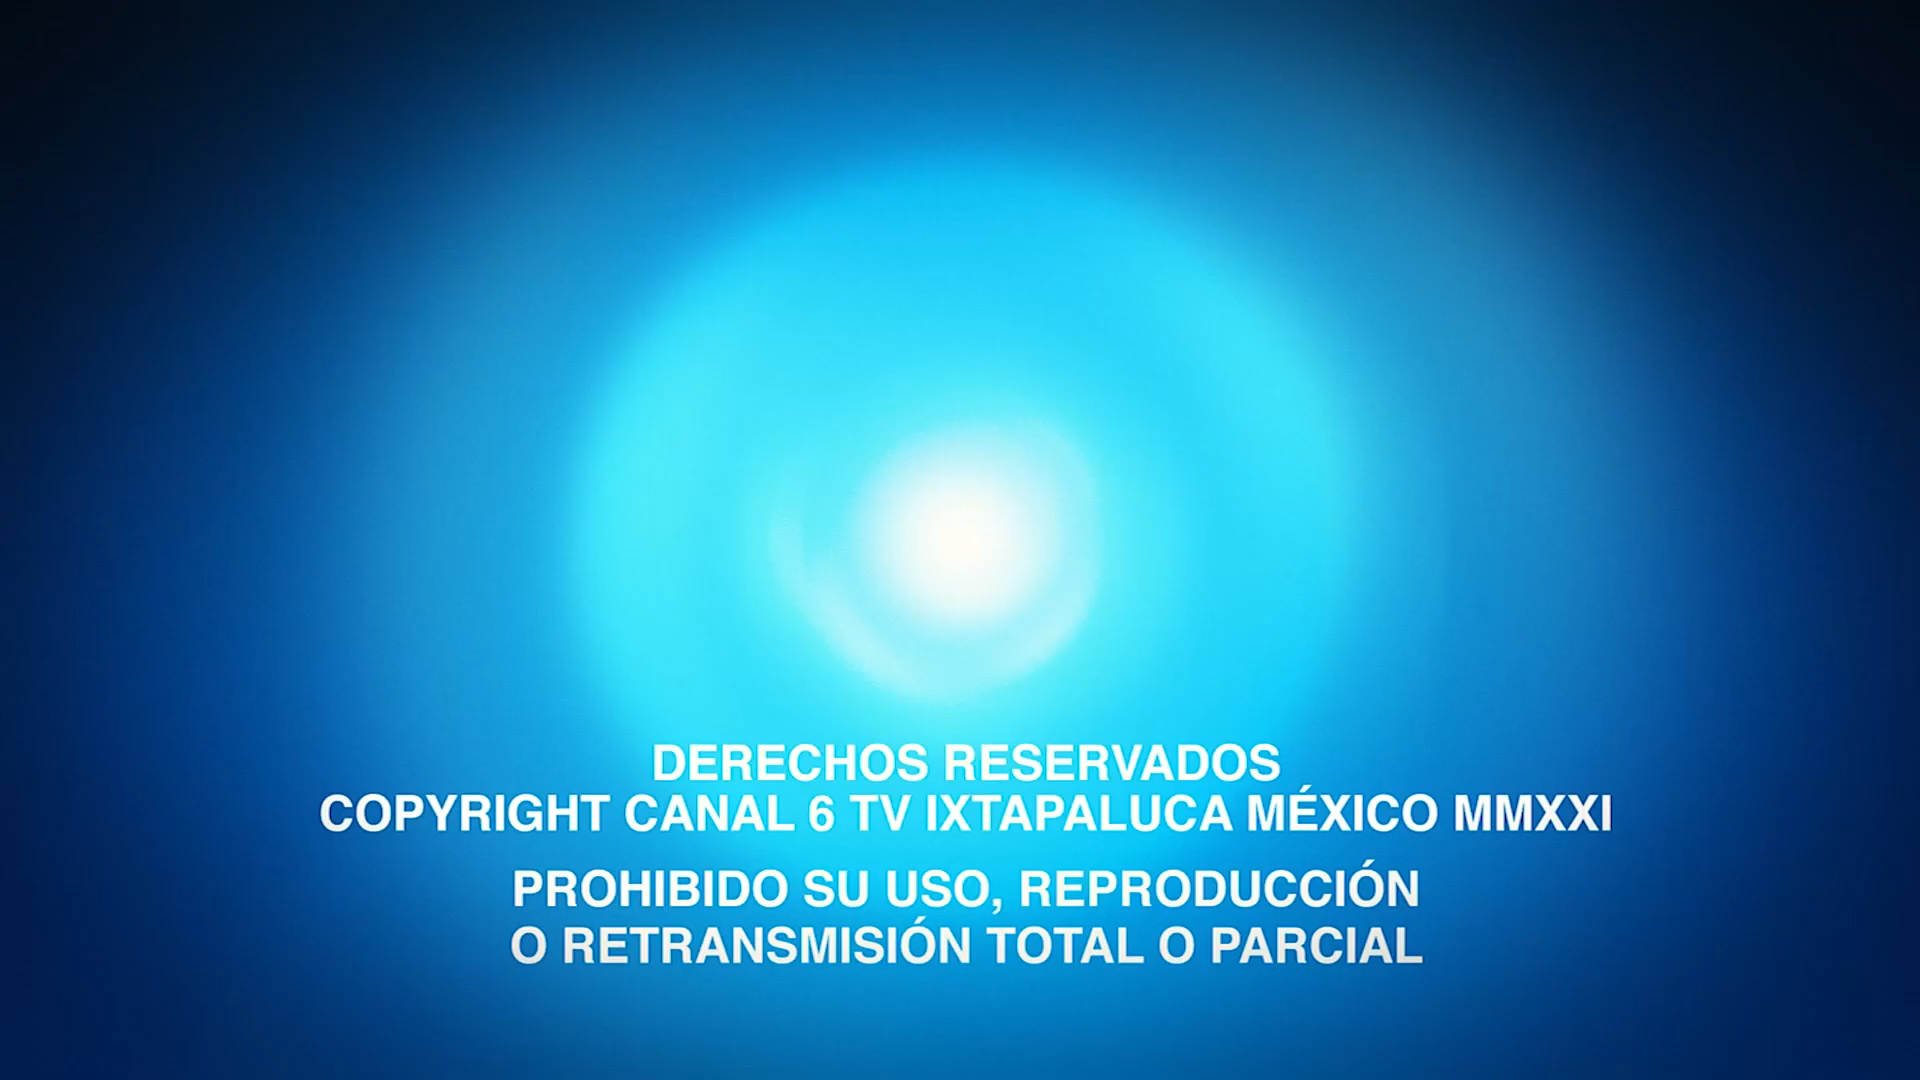 DERECHOS RESERVADOS
COPYRIGHT CANAL 6 TV IXTAPALUCA MÉXICO MMXXI
PROHIBIDO SU USO, REPRODUCCIÓN
O RETRANSMISIÓN TOTAL O PARCIAL